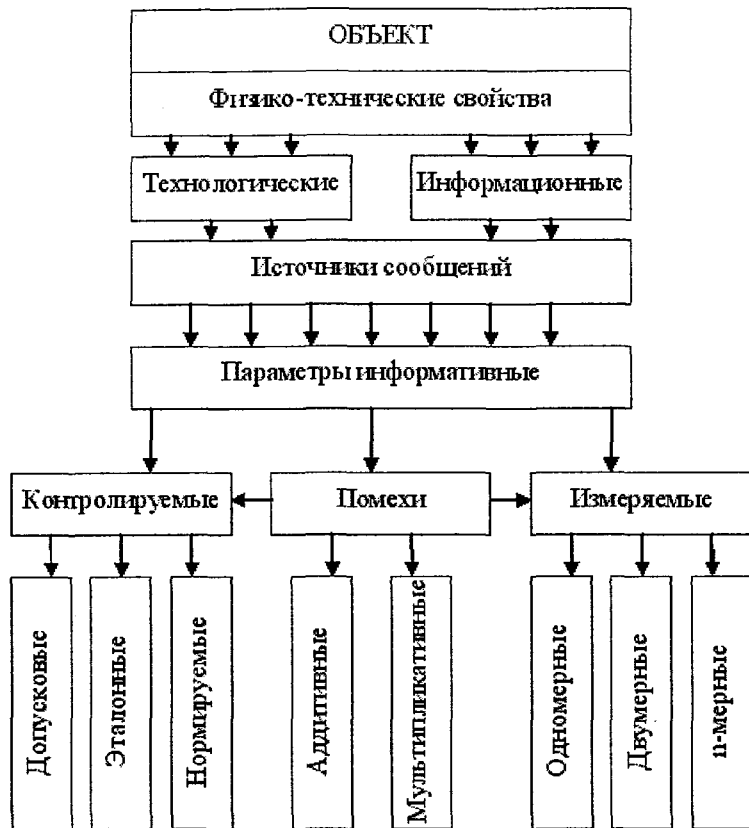 ОБЪЕКТ
Физико-технические свойства
Технологические
Информационные
Источники сообщений
Параметры информативные
Контролируемые
Помехи
Измеряемые
Допусковые
Эталонные
Нормируемые
Аддитивные
Мультипликативные
Одномерные
Двумерные
n-мерные